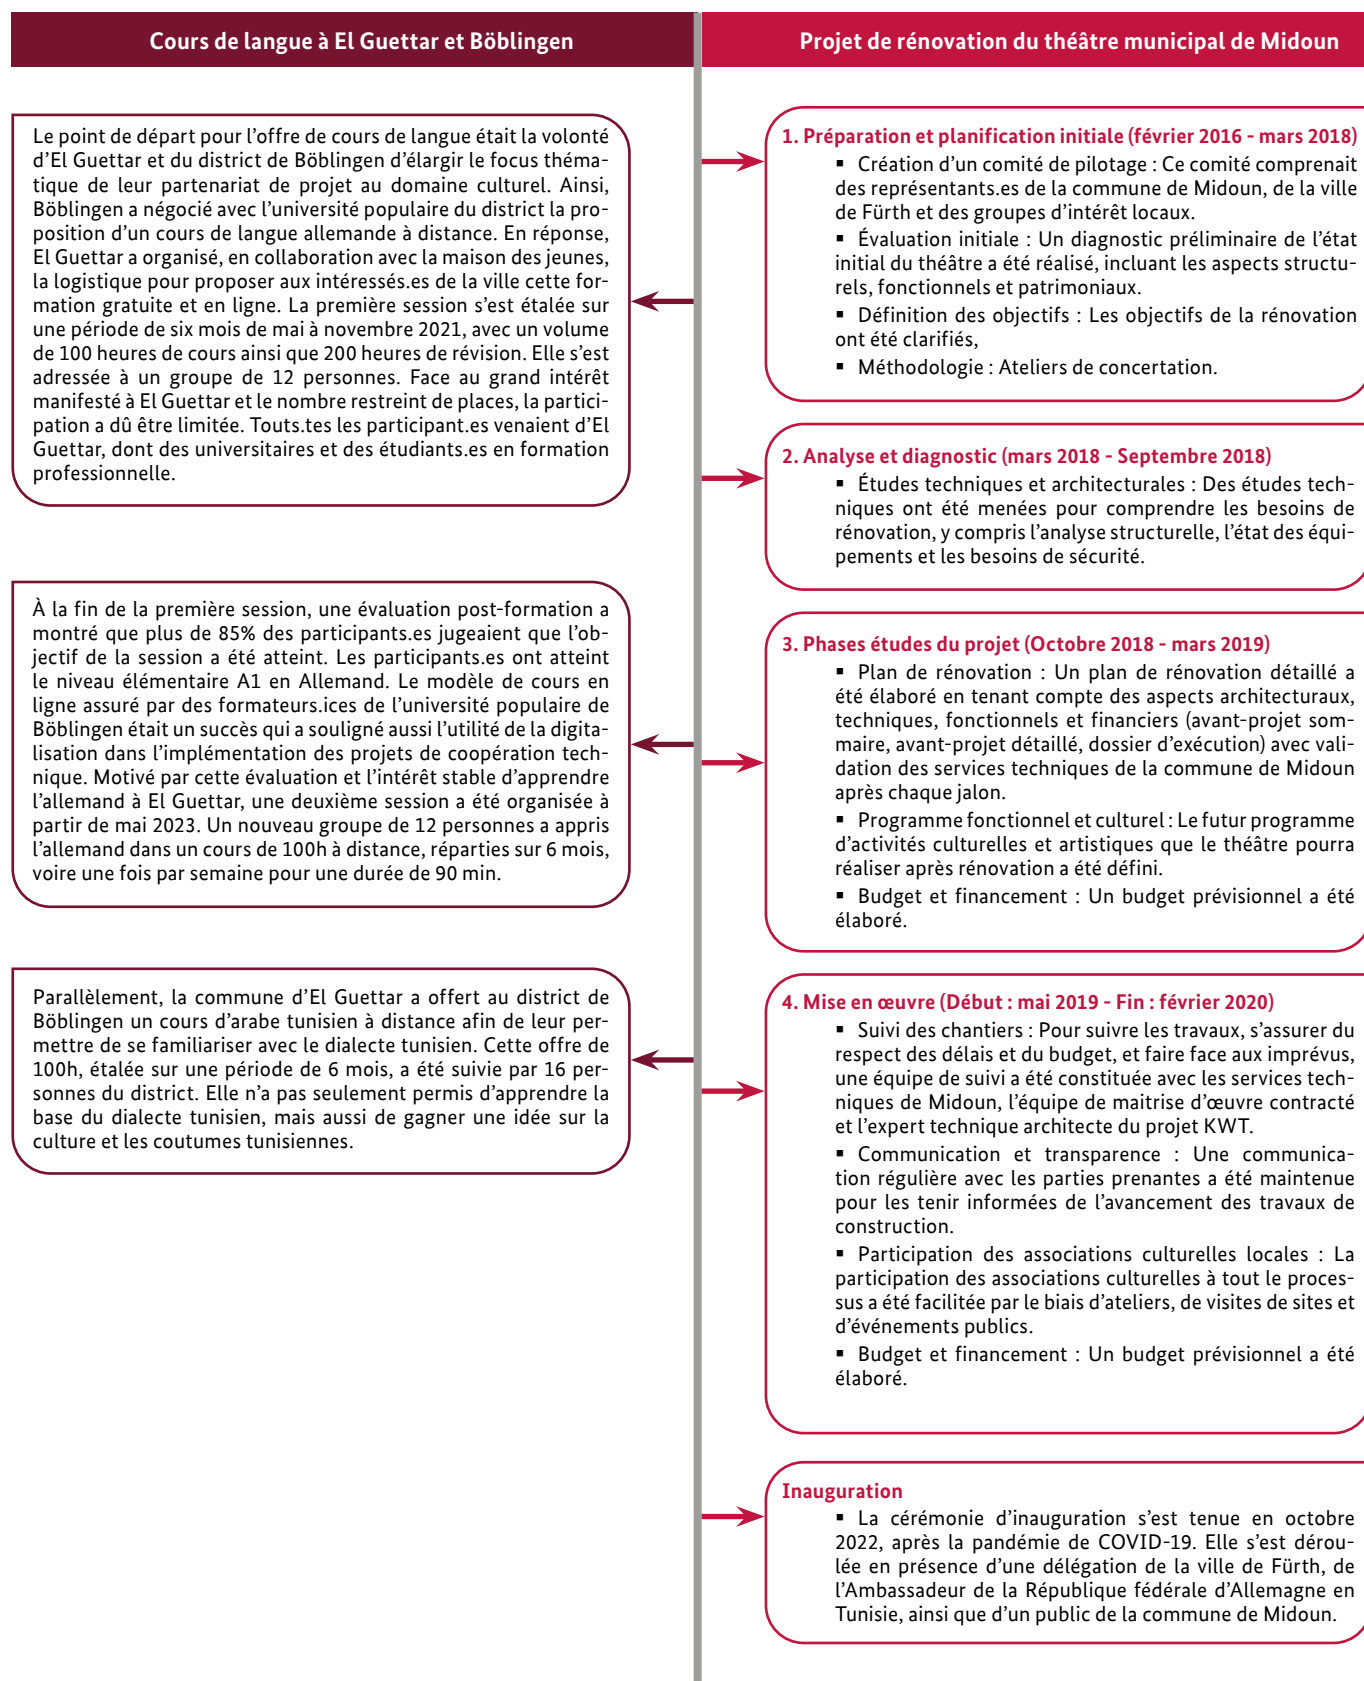 Cours de langue à El Guettar et Böblingen
Le point de départ pour l'offre de cours de langue était la volonté
d'El Guettar et du district de Böblingen d'élargir le focus théma-
tique de leur partenariat de projet au domaine culturel. Ainsi,
Böblingen a négocié avec l'université populaire du district la pro-
position d'un cours de langue allemande à distance. En réponse,
El Guettar a organisé, en collaboration avec la maison des jeunes,
la logistique pour proposer aux intéressés.es de la ville cette for-
mation gratuite et en ligne. La première session s'est étalée sur
une période de six mois de mai à novembre 2021, avec un volume
de 100 heures de cours ainsi que 200 heures de révision. Elle s'est
adressée à un groupe de 12 personnes. Face au grand intérêt
manifesté à El Guettar et le nombre restreint de places, la partici-
pation a dû être limitée. Touts.tes les participant.es venaient d'El
Guettar, dont des universitaires et des étudiants.es en formation
professionnelle.
À la fin de la première session, une évaluation post-formation a
montré que plus de 85% des participants.es jugeaient que l'ob-
jectif de la session a été atteint. Les participants.es ont atteint
le niveau élémentaire A1 en Allemand. Le modèle de cours en
ligne assuré par des formateurs.ices de l'université populaire de
Böblingen était un succès qui a souligné aussi l'utilité de la digita-
lisation dans l'implémentation des projets de coopération tech-
nique. Motivé par cette évaluation et l'intérêt stable d'apprendre
l'allemand à El Guettar, une deuxième session a été organisée à
partir de mai 2023. Un nouveau groupe de 12 personnes a appris
l'allemand dans un cours de 100h à distance, réparties sur 6 mois,
voire une fois par semaine pour une durée de 90 min.
Parallèlement, la commune d'El Guettar a offert au district de
Böblingen un cours d'arabe tunisien à distance afin de leur per-
mettre de se familiariser avec le dialecte tunisien. Cette offre de
100h, étalée sur une période de 6 mois, a été suivie par 16 per-
sonnes du district. Elle n'a pas seulement permis d'apprendre la
base du dialecte tunisien, mais aussi de gagner une idée sur la
culture et les coutumes tunisiennes.
Projet de rénovation du théâtre municipal de Midoun
1. Préparation et planification initiale (février 2016 - mars 2018)
▪ Création d'un comité de pilotage : Ce comité comprenait
des représentants.es de la commune de Midoun, de la ville
de Fürth et des groupes d'intérêt locaux.
▪ Évaluation initiale : Un diagnostic préliminaire de l'état
initial du théâtre a été réalisé, incluant les aspects structu-
rels, fonctionnels et patrimoniaux.
▪ Définition des objectifs : Les objectifs de la rénovation
ont été clarifiés,
▪ Méthodologie : Ateliers de concertation.
2. Analyse et diagnostic (mars 2018 - Septembre 2018)
▪ Études techniques et architecturales : Des études tech-
niques ont été menées pour comprendre les besoins de
rénovation, y compris l'analyse structurelle, l'état des équi-
pements et les besoins de sécurité.
3. Phases études du projet (Octobre 2018 - mars 2019)
▪ Plan de rénovation : Un plan de rénovation détaillé a
été élaboré en tenant compte des aspects architecturaux,
techniques, fonctionnels et financiers (avant-projet som-
maire, avant-projet détaillé, dossier d'exécution) avec vali-
dation des services techniques de la commune de Midoun
après chaque jalon.
▪ Programme fonctionnel et culturel : Le futur programme
d'activités culturelles et artistiques que le théâtre pourra
réaliser après rénovation a été défini.
▪ Budget et financement : Un budget prévisionnel a été
élaboré.
4. Mise en œuvre (Début : mai 2019 - Fin : février 2020)
▪ Suivi des chantiers : Pour suivre les travaux, s'assurer du
respect des délais et du budget, et faire face aux imprévus,
une équipe de suivi a été constituée avec les services tech-
niques de Midoun, l'équipe de maitrise d'œuvre contracté
et l'expert technique architecte du projet KWT.
▪ Communication et transparence : Une communica-
tion régulière avec les parties prenantes a été maintenue
pour les tenir informées de l'avancement des travaux de
construction.
▪ Participation des associations culturelles locales : La
participation des associations culturelles à tout le proces-
sus a été facilitée par le biais d'ateliers, de visites de sites et
d'événements publics.
▪ Budget et financement : Un budget prévisionnel a été
élaboré.
Inauguration
▪ La cérémonie d'inauguration s'est tenue en octobre
2022, après la pandémie de COVID-19. Elle s'est dérou-
lée en présence d'une délégation de la ville de Fürth, de
l'Ambassadeur de la République fédérale d'Allemagne en
Tunisie, ainsi que d'un public de la commune de Midoun.